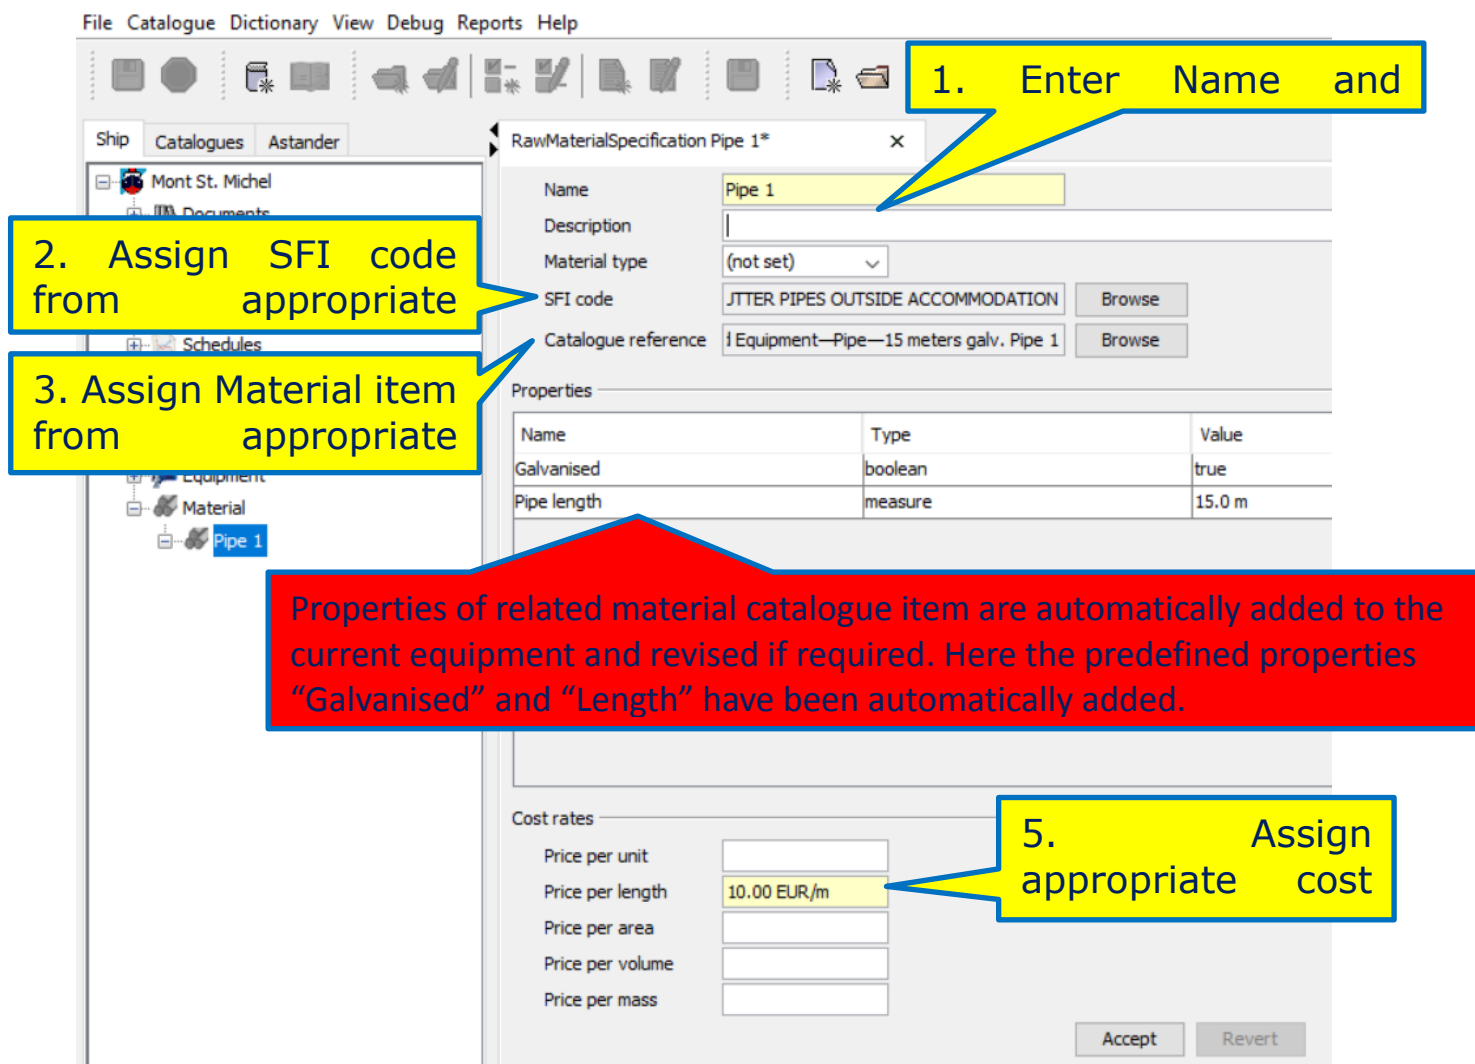 File Catalogue Dictionary View Debug Reports Help
1. Enter Name and
Ship Catalogues Astander
RawMaterialSpecification Pipe 1*
Mont St. Michel
Documents
2. Assign SFI code
from appropriate
Schedules
3. Assign Material item
from appropriate
Equipment
Material
Pipe 1
Name Pipe 1
Description
Material type (not set)
SFI code UTTER PIPES OUTSIDE ACCOMMODATION Browse
Catalogue reference d Equipment—Pipe—15 meters galv. Pipe 1 Browse
Properties
Name Type Value
Galvanised boolean true
Pipe length measure 15.0 m
Properties of related material catalogue item are automatically added to the
current equipment and revised if required. Here the predefined properties
“Galvanised” and “Length” have been automatically added.
Cost rates
5. Assign
appropriate cost
Price per unit
Price per length 10.00 EUR/m
Price per area
Price per volume
Price per mass
Accept Revert